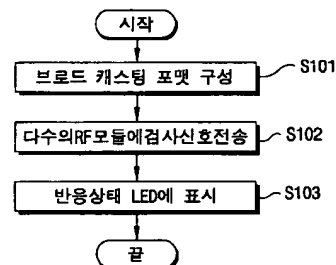 시작
브로드 캐스팅 포맷 구성
S101
다수의RF모듈에검사신호전송
S102
반응상태 LED에 표시
S103
끝